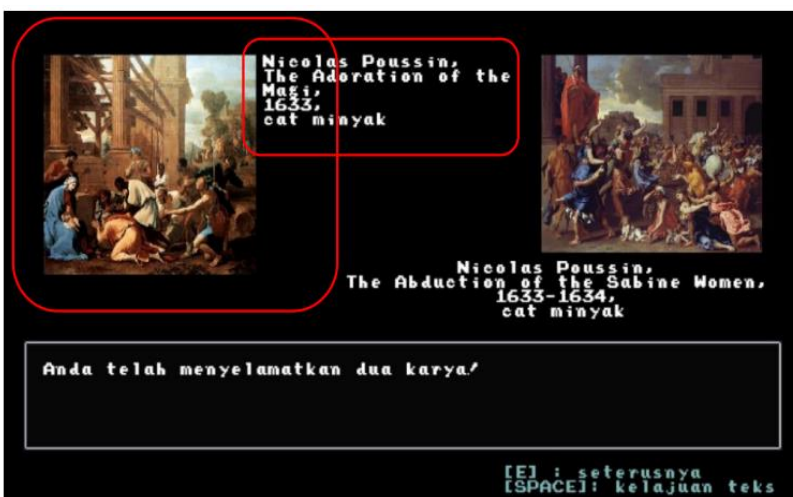 Nicolas Poussin,
The Adoration of the
Magi,
1633,
cat minyak
Nicolas Poussin,
The Abduction of the Sabine Women,
1633-1634,
cat minyak
Anda telah menyelamatkan dua karya!
[E] : seterusnya
[SPACE]: kelajuan teks